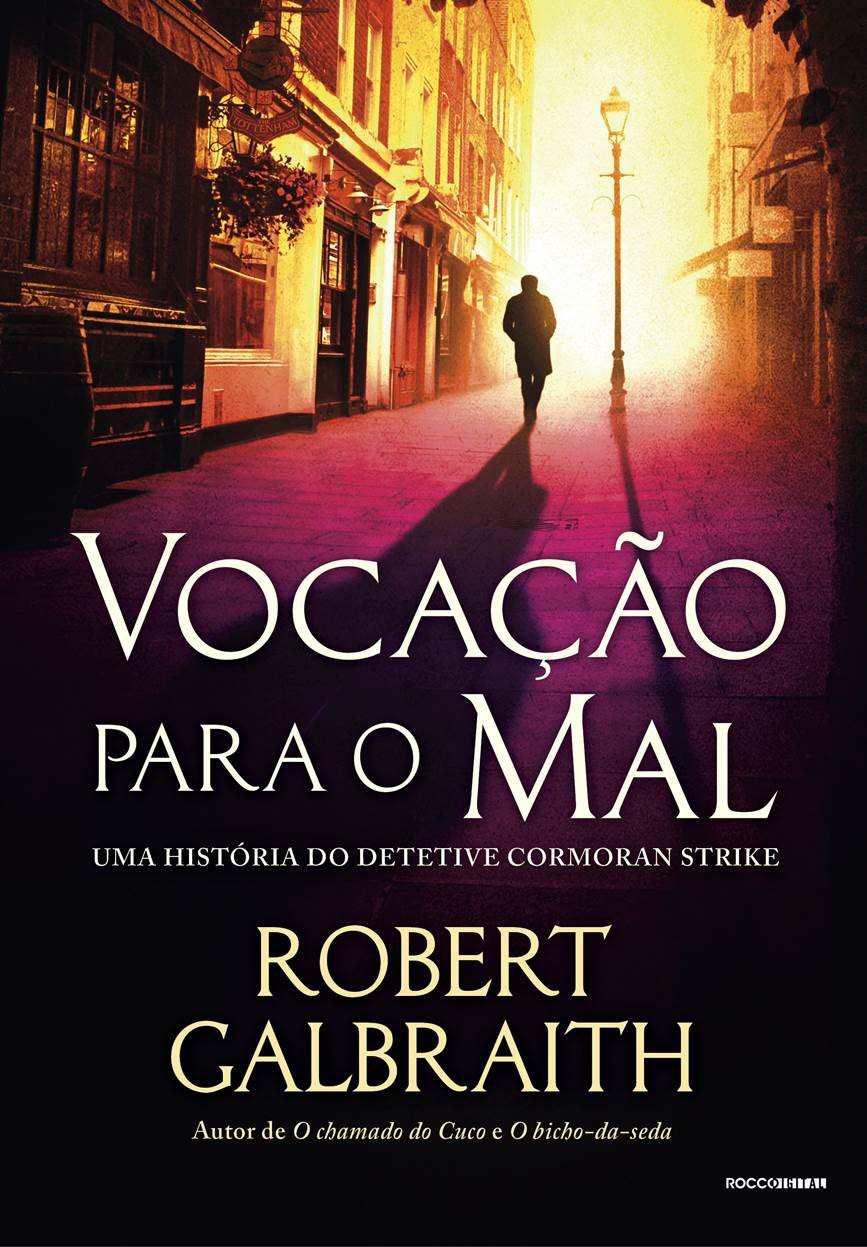 TOTTENHAM
VOCAÇÃO
PARA O MAL
UMA HISTÓRIA DO DETETIVE CORMORAN STRIKE
ROBERT
GALBRAITH
Autor de O chamado do Cuco e O bicho-da-seda
ROCCODIGITAL